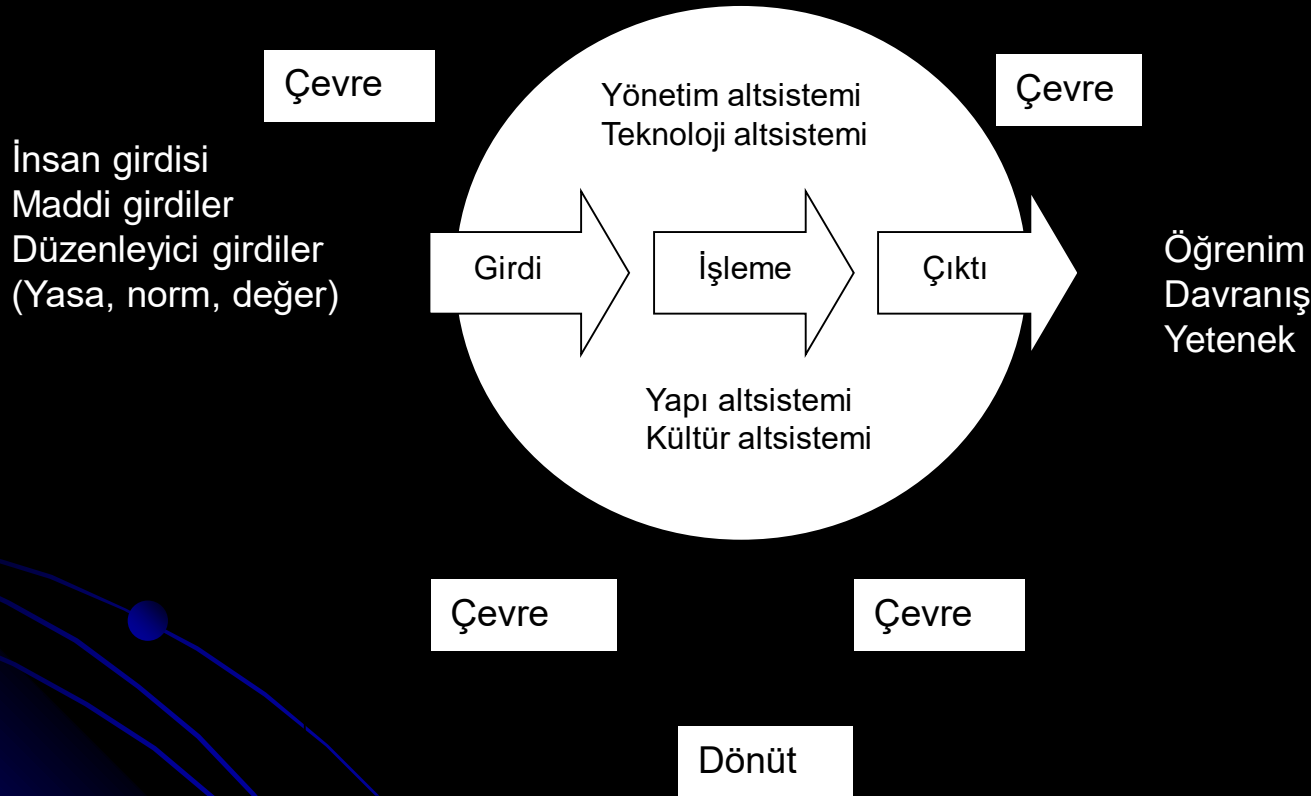 Çevre
Yönetim altsistemi
Teknoloji altsistemi
Çevre
İnsan girdisi
Maddi girdiler
Düzenleyici girdiler
(Yasa, norm, değer)
Girdi
İşleme
Çıktı
Öğrenim
Davranış
Yetenek
Yapı altsistemi
Kültür altsistemi
Çevre
Çevre
Dönüt